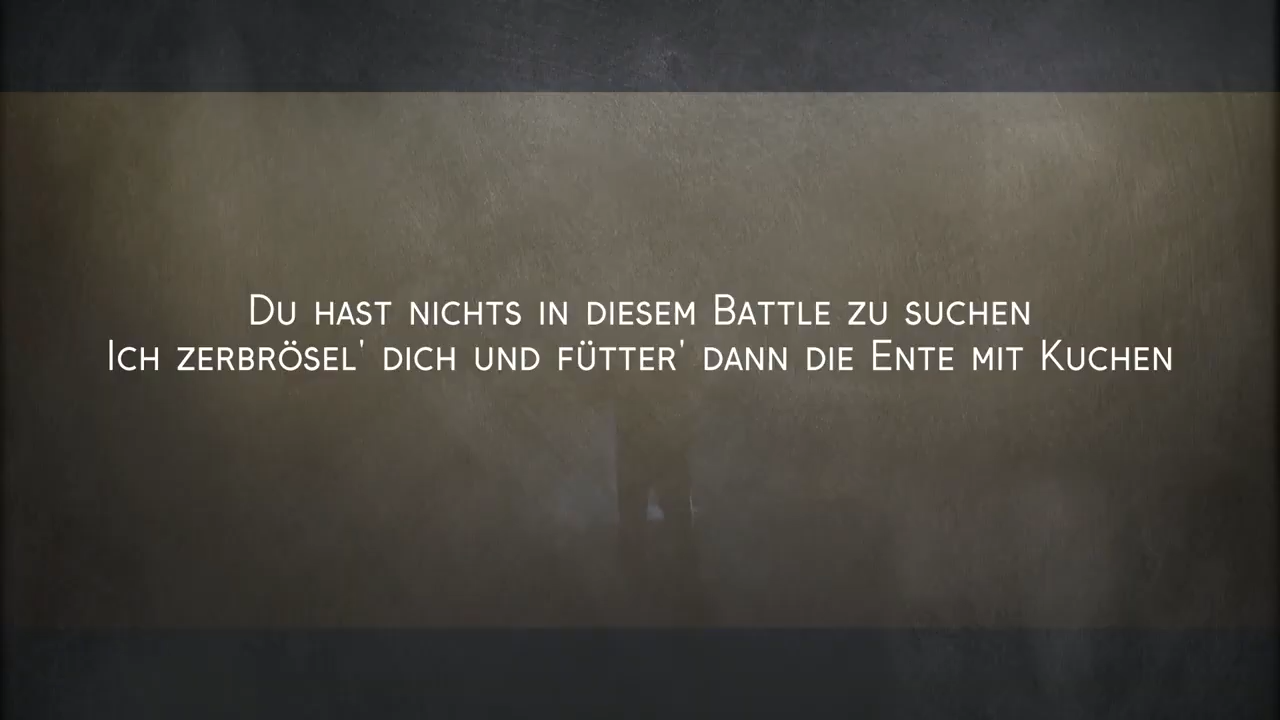 Du hast nichts in diesem Battle zu suchen
Ich zerbrösel' dich und fütter' dann die Ente mit Kuchen